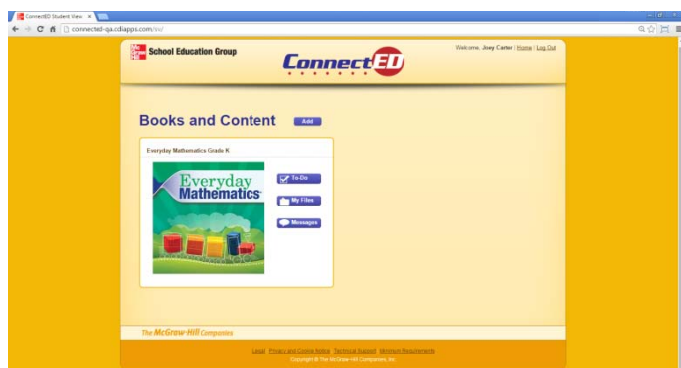 ConnectED Student View
connected-qa.cdiapps.com/sv/
School Education Group
ConnectED
Welcome, Joey Carter | Home | Log Out
Books and Content
Add
Everyday Mathematics Grade K
Everyday
Mathematics
To-Do
My Files
Messages
The McGraw-Hill Companies
Legal Privacy and Cookie Notice Technical Support Minimum Requirements
Copyright © The McGraw-Hill Companies, Inc.